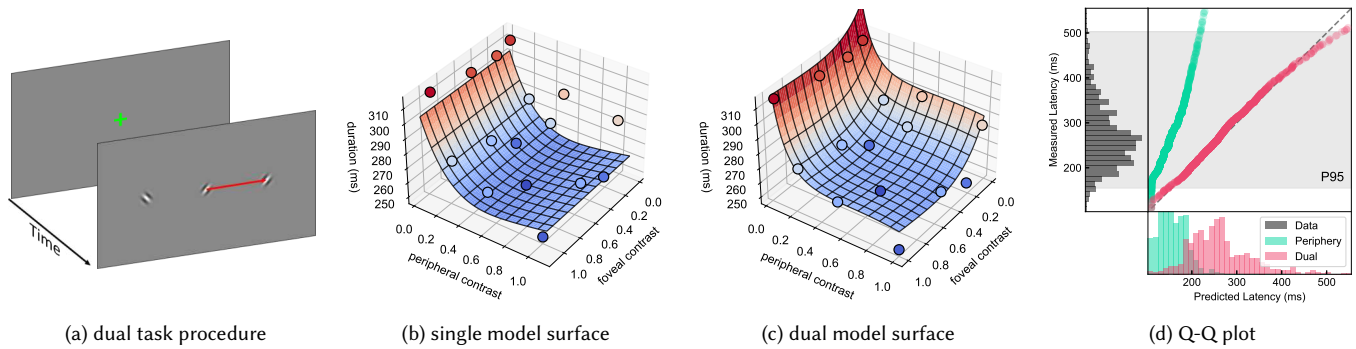 Time
(a) dual task procedure
310
300
290
280
270
260
250
duration (ms)
0.0
0.2
0.4
0.6
0.8
1.0
peripheral contrast
0.0
0.2
0.4
0.6
0.8
1.0
foveal contrast
(b) single model surface
310
300
290
280
270
260
250
duration (ms)
0.0
0.2
0.4
0.6
0.8
1.0
peripheral contrast
0.0
0.2
0.4
0.6
0.8
1.0
foveal contrast
(c) dual model surface
500
400
300
200
Measured Latency (ms)
P95
Data
Periphery
Dual
200 300 400 500
Predicted Latency (ms)
(d) Q-Q plot